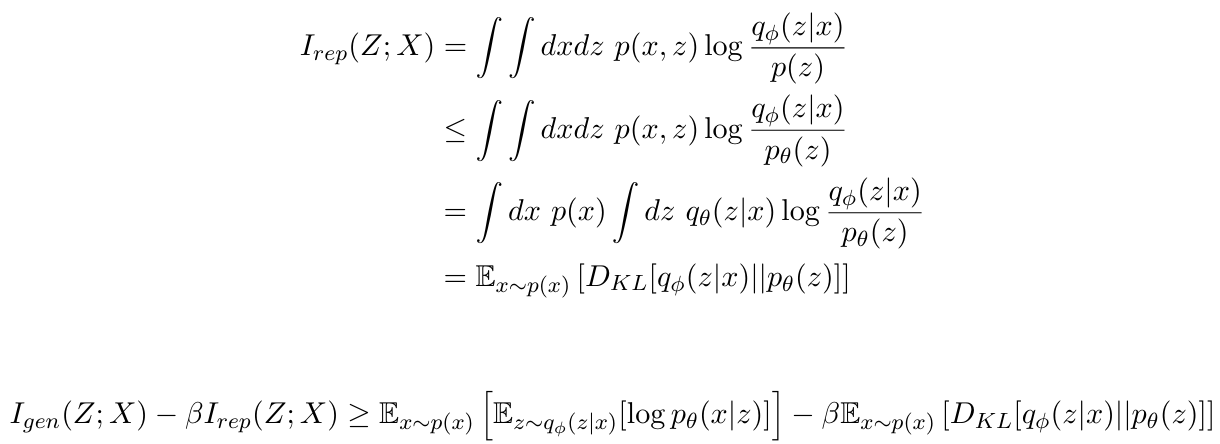 I_{rep}(Z; X) = \int \int dxdz \ p(x, z) \log \frac{q_\phi(z|x)}{p(z)}
\leq \int \int dxdz \ p(x, z) \log \frac{q_\phi(z|x)}{p_\theta(z)}
= \int dx \ p(x) \int dz \ q_\theta(z|x) \log \frac{q_\phi(z|x)}{p_\theta(z)}
= \mathbb{E}_{x \sim p(x)} [D_{KL}[q_\phi(z|x)||p_\theta(z)]]
I_{gen}(Z; X) - \beta I_{rep}(Z; X) \geq \mathbb{E}_{x \sim p(x)} \left[ \mathbb{E}_{z \sim q_\phi(z|x)}[\log p_\theta(x|z)] \right] - \beta \mathbb{E}_{x \sim p(x)} [D_{KL}[q_\phi(z|x)||p_\theta(z)]]